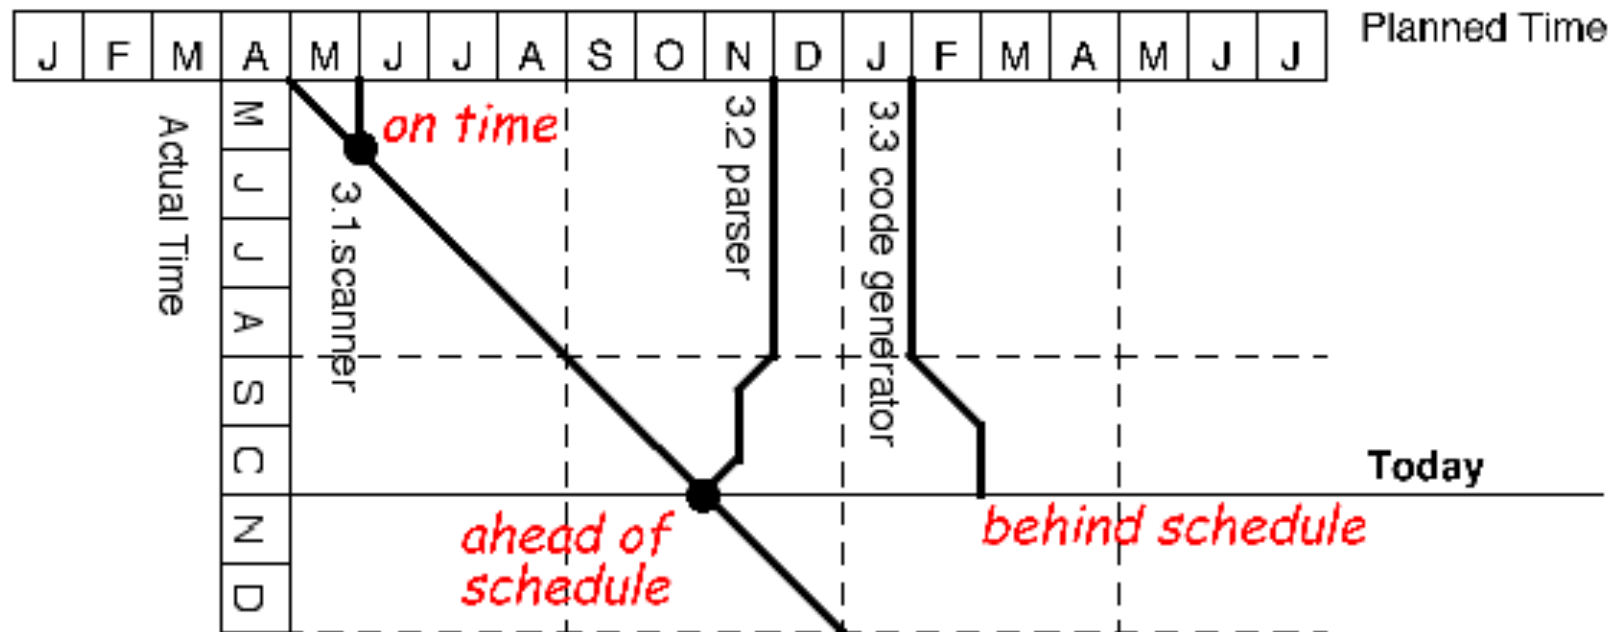 J F M A M J J A S O N D J F M A M J J
Planned Time
Actual Time
M
J
J
A
S
C
N
D
on time
3.1.scanner
3.2 parser
3.3 code generator
Today
ahead of
schedule
behind schedule